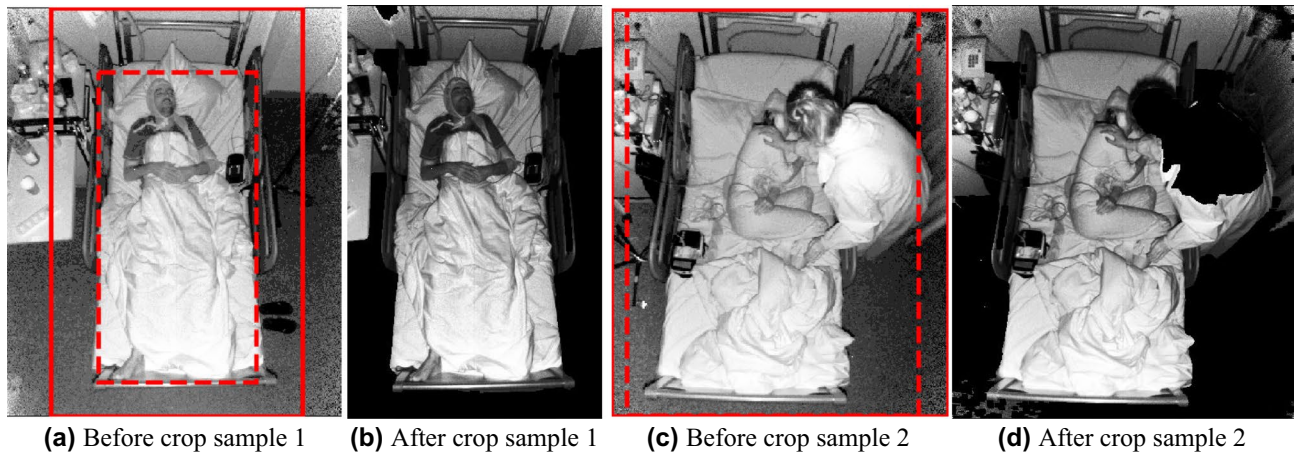 (a) Before crop sample 1
(b) After crop sample 1
(c) Before crop sample 2
(d) After crop sample 2